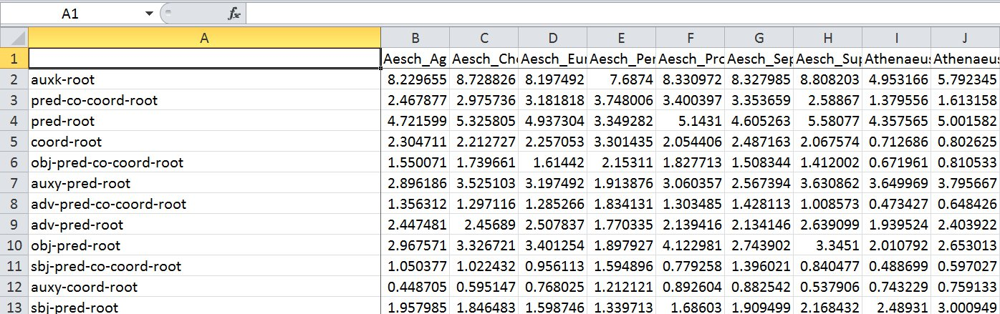 A1 fx
A B C D E F G H I J
1 Aesch_Ag Aesch_Cho Aesch_Eur Aesch_Per Aesch_Pro Aesch_Sep Aesch_Sup Athenaeus Athenaeus
2 auxk-root 8.229655 8.728826 8.197492 7.6874 8.330972 8.327985 8.808203 4.953166 5.792345
3 pred-co-coord-root 2.467877 2.975736 3.181818 3.748006 3.400397 3.353659 2.58867 1.379556 1.613158
4 pred-root 4.721599 5.325805 4.937304 3.349282 5.1431 4.605263 5.58077 4.357565 5.001582
5 coord-root 2.304711 2.212727 2.257053 3.301435 2.054406 2.487163 2.067574 0.712686 0.802625
6 obj-pred-co-coord-root 1.550071 1.739661 1.61442 2.15311 1.827713 1.508344 1.412002 0.671961 0.810533
7 auxy-pred-root 2.896186 3.525103 3.197492 1.913876 3.060357 2.567394 3.630862 3.649969 3.795667
8 adv-pred-co-coord-root 1.356312 1.297116 1.285266 1.834131 1.303485 1.428113 1.008573 0.473427 0.648426
9 adv-pred-root 2.447481 2.45689 2.507837 1.770335 2.139416 2.134146 2.639099 1.939524 2.403922
10 obj-pred-root 2.967571 3.326721 3.401254 1.897927 4.122981 2.743902 3.3451 2.010792 2.653013
11 sbj-pred-co-coord-root 1.050377 1.022432 0.956113 1.594896 0.779258 1.396021 0.840477 0.488699 0.597027
12 auxy-coord-root 0.448705 0.595147 0.768025 1.212121 0.892604 0.882542 0.537906 0.743229 0.759133
13 sbj-pred-root 1.957985 1.846483 1.598746 1.339713 1.68603 1.909499 2.168432 2.48931 3.000949